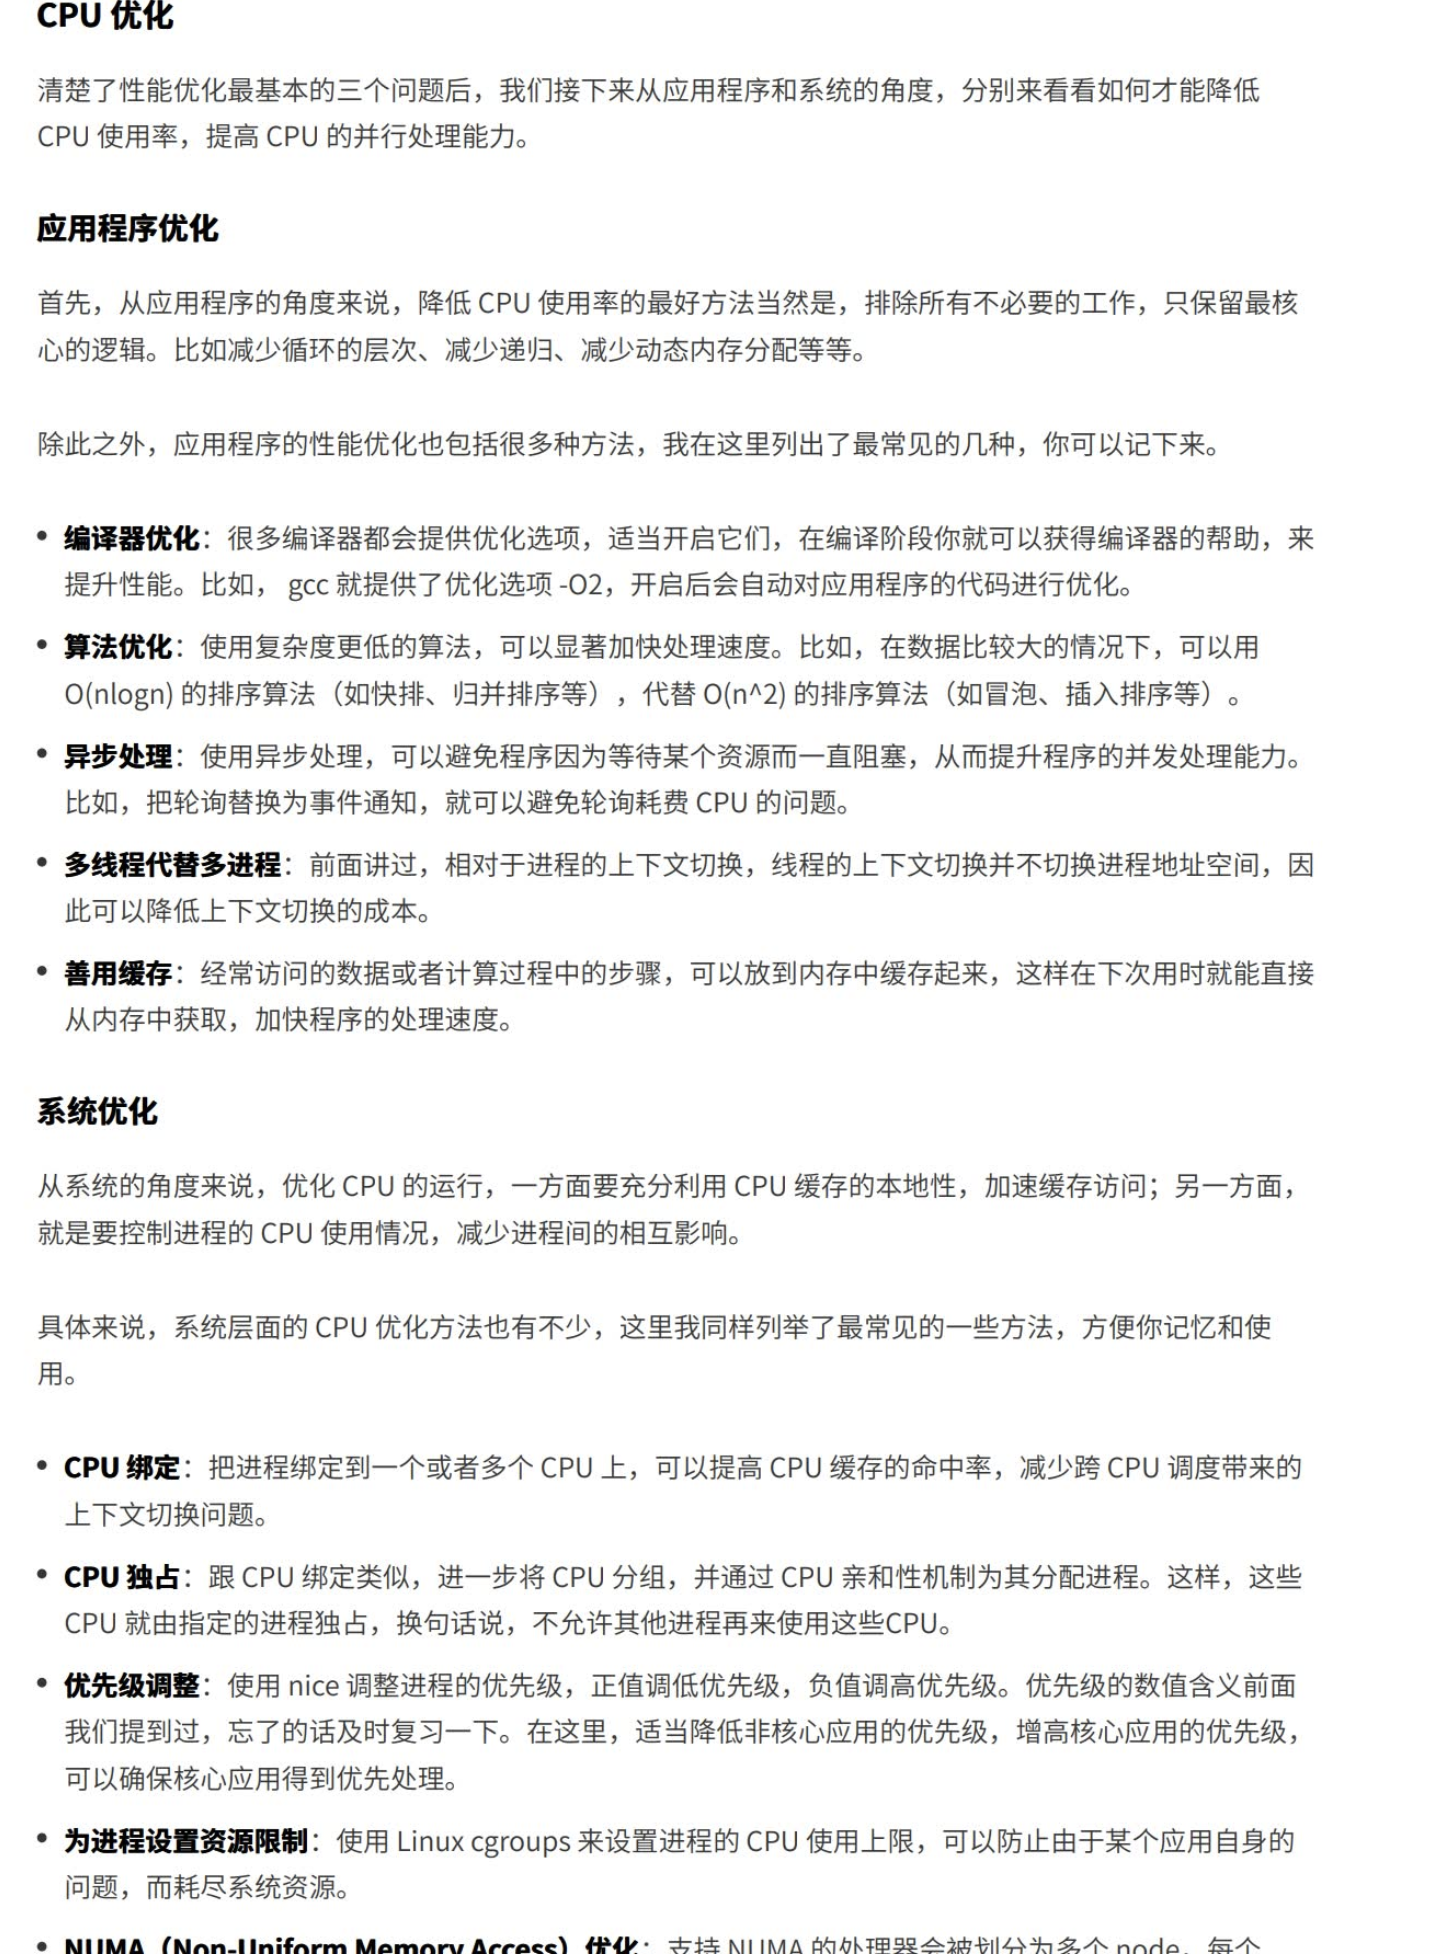 CPU 优化
清楚了性能优化最基本的三个问题后，我们接下来从应用程序和系统的角度，分别来看看如何才能降低
CPU 使用率，提高 CPU 的并行处理能力。
应用程序优化
首先，从应用程序的角度来说，降低 CPU 使用率的最好方法当然是，排除所有不必要的工作，只保留最核
心的逻辑。比如减少循环的层次、减少递归、减少动态内存分配等等。
除此之外，应用程序的性能优化也包括很多种方法，我在这里列出了最常见的几种，你可以记下来。
• 编译器优化：很多编译器都会提供优化选项，适当开启它们，在编译阶段你就可以获得编译器的帮助，来
提升性能。比如， gcc 就提供了优化选项 -O2，开启后会自动对应用程序的代码进行优化。
• 算法优化：使用复杂度更低的算法，可以显著加快处理速度。比如，在数据比较大的情况下，可以用
O(nlogn) 的排序算法（如快排、归并排序等），代替 O(n^2) 的排序算法（如冒泡、插入排序等）。
• 异步处理：使用异步处理，可以避免程序因为等待某个资源而一直阻塞，从而提升程序的并发处理能力。
比如，把轮询替换为事件通知，就可以避免轮询耗费 CPU 的问题。
• 多线程代替多进程：前面讲过，相对于进程的上下文切换，线程的上下文切换并不切换进程地址空间，因
此可以降低上下文切换的成本。
• 善用缓存：经常访问的数据或者计算过程中的步骤，可以放到内存中缓存起来，这样在下次用时就能直接
从内存中获取，加快程序的处理速度。
系统优化
从系统的角度来说，优化 CPU 的运行，一方面要充分利用 CPU 缓存的本地性，加速缓存访问；另一方面，
就是要控制进程的 CPU 使用情况，减少进程间的相互影响。
具体来说，系统层面的 CPU 优化方法也有不少，这里我同样列举了最常见的一些方法，方便你记忆和使
用。
• CPU 绑定：把进程绑定到一个或者多个 CPU 上，可以提高 CPU 缓存的命中率，减少跨 CPU 调度带来的
上下文切换问题。
• CPU 独占：跟 CPU 绑定类似，进一步将 CPU 分组，并通过 CPU 亲和性机制为其分配进程。这样，这些
CPU 就由指定的进程独占，换句话说，不允许其他进程再来使用这些CPU。
• 优先级调整：使用 nice 调整进程的优先级，正值调低优先级，负值调高优先级。优先级的数值含义前面
我们提到过，忘了的话及时复习一下。在这里，适当降低非核心应用的优先级，增高核心应用的优先级，
可以确保核心应用得到优先处理。
• 为进程设置资源限制：使用 Linux cgroups 来设置进程的 CPU 使用上限，可以防止由于某个应用自身的
问题，而耗尽系统资源。
• NUMA（Non-Uniform Memory Access）优化：支持 NUMA 的处理器会被划分为多个 node，每个